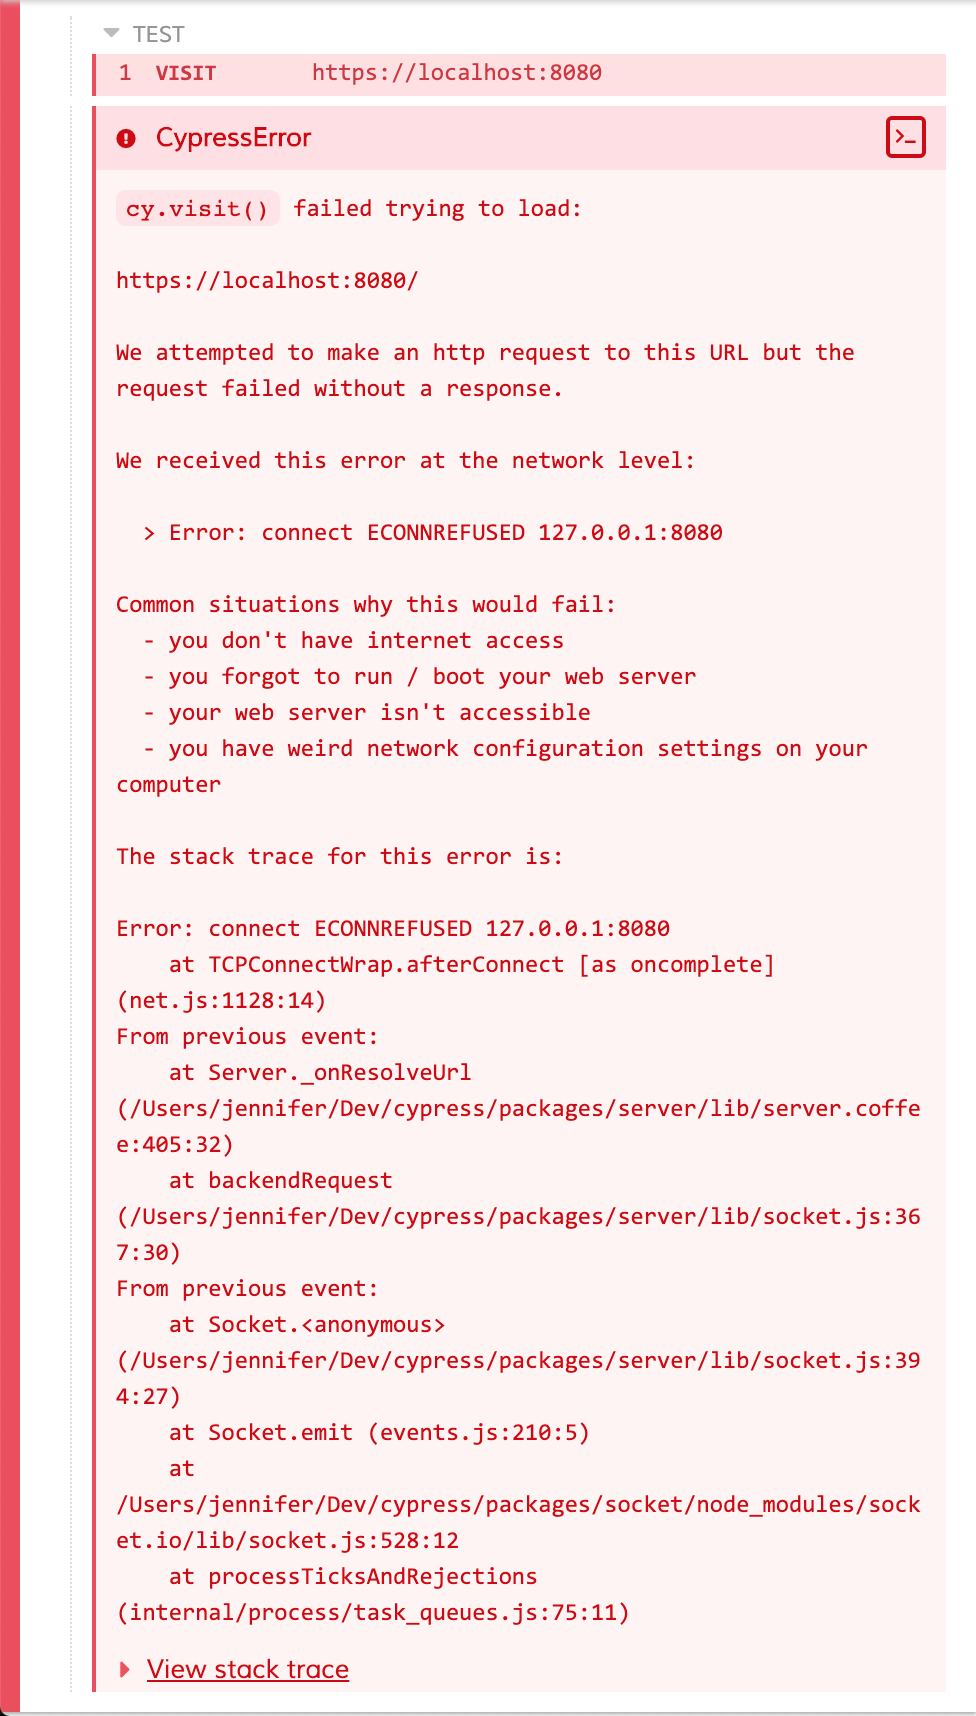 TEST
1 VISIT https://localhost:8080
CypressError
cy.visit() failed trying to load:
https://localhost:8080/
We attempted to make an http request to this URL but the
request failed without a response.
We received this error at the network level:
> Error: connect ECONNREFUSED 127.0.0.1:8080
Common situations why this would fail:
- you don't have internet access
- you forgot to run / boot your web server
- your web server isn't accessible
- you have weird network configuration settings on your
computer
The stack trace for this error is:
Error: connect ECONNREFUSED 127.0.0.1:8080
at TCPConnectWrap.afterConnect [as oncomplete]
(net.js:1128:14)
From previous event:
at Server._onResolveUrl
(/Users/jennifer/Dev/cypress/packages/server/lib/server.coffe
e:405:32)
at backendRequest
(/Users/jennifer/Dev/cypress/packages/server/lib/socket.js:36
7:30)
From previous event:
at Socket.<anonymous>
(/Users/jennifer/Dev/cypress/packages/server/lib/socket.js:39
4:27)
at Socket.emit (events.js:210:5)
at
/Users/jennifer/Dev/cypress/packages/socket/node_modules/sock
et.io/lib/socket.js:528:12
at processTicksAndRejections
(internal/process/task_queues.js:75:11)
View stack trace